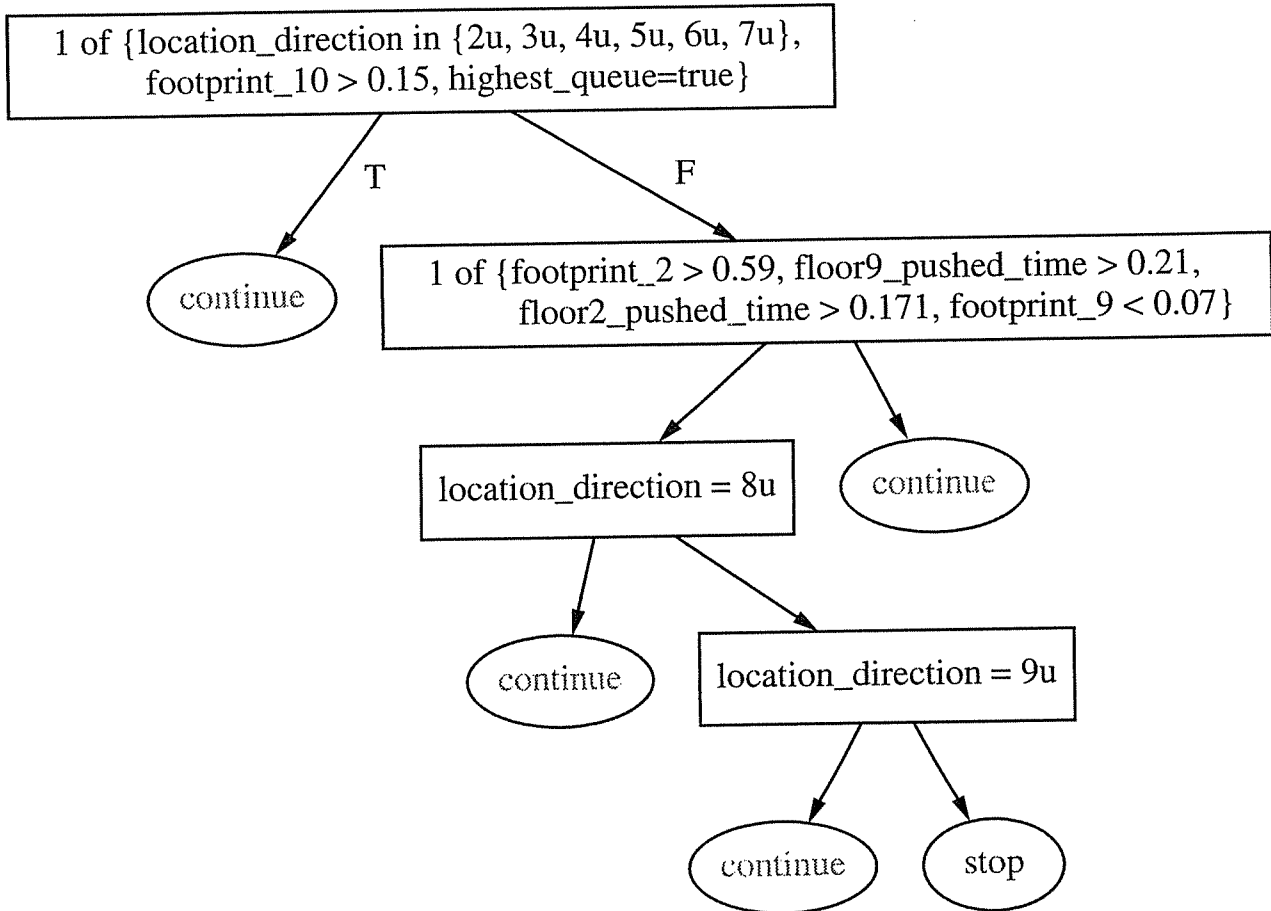 1 of {location_direction in {2u, 3u, 4u, 5u, 6u, 7u},
footprint_10 > 0.15, highest_queue=true}
T
F
continue
1 of {footprint_2 > 0.59, floor9_pushed_time > 0.21,
floor2_pushed_time > 0.171, footprint_9 < 0.07}
location_direction = 8u
continue
continue
location_direction = 9u
continue
stop